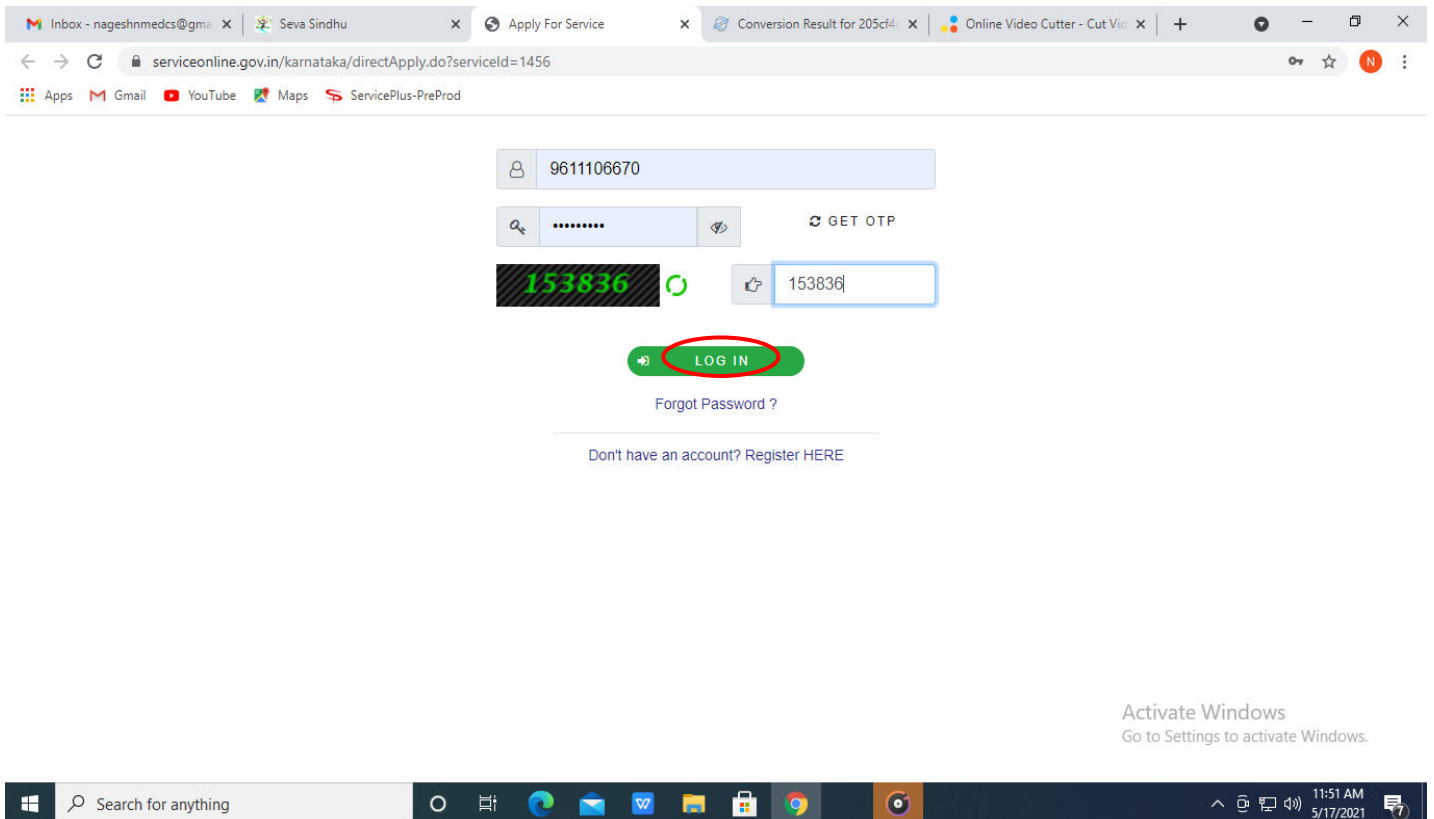 Inbox - nageshnmedcs@gma
Seva Sindhu
Apply For Service
Conversion Result for 205cf4c
Online Video Cutter - Cut Vid
serviceonline.gov.in/karnataka/directApply.do?serviceId=1456
N
Apps
Gmail
YouTube
Maps
ServicePlus-PreProd
9611106670
•••••••••
GET OTP
153836
153836
LOG IN
Forgot Password ?
Don't have an account? Register HERE
Activate Windows
Go to Settings to activate Windows.
Search for anything
W
11:51 AM
5/17/2021
7